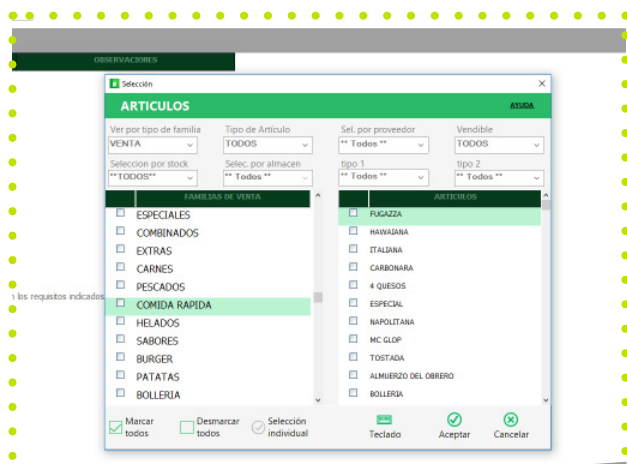 OBSERVACIONES
Selección
ARTICULOS
AYUDA
Ver por tipo de familia Tipo de Artículo Sel. por proveedor Vendible
VENTA TODOS ** Todos ** TODOS
Seleccion por stock Selec. por almacen tipo 1 tipo 2
**TODOS** ** Todos ** ** Todos ** ** Todos **
FAMILIAS DE VENTA ARTICULOS
ESPECIALES FUGAZZA
COMBINADOS HAWAIANA
EXTRAS ITALIANA
CARNES CARBONARA
PESCADOS 4 QUESOS
n los requisitos indicados
COMIDA RAPIDA ESPECIAL
HELADOS NAPOLITANA
SABORES MC GLOP
BURGER TOSTADA
PATATAS ALMUERZO DEL OBRERO
BOLLERIA BOLLERIA
Marcar todos Desmarcar todos Selección individual Teclado Aceptar Cancelar